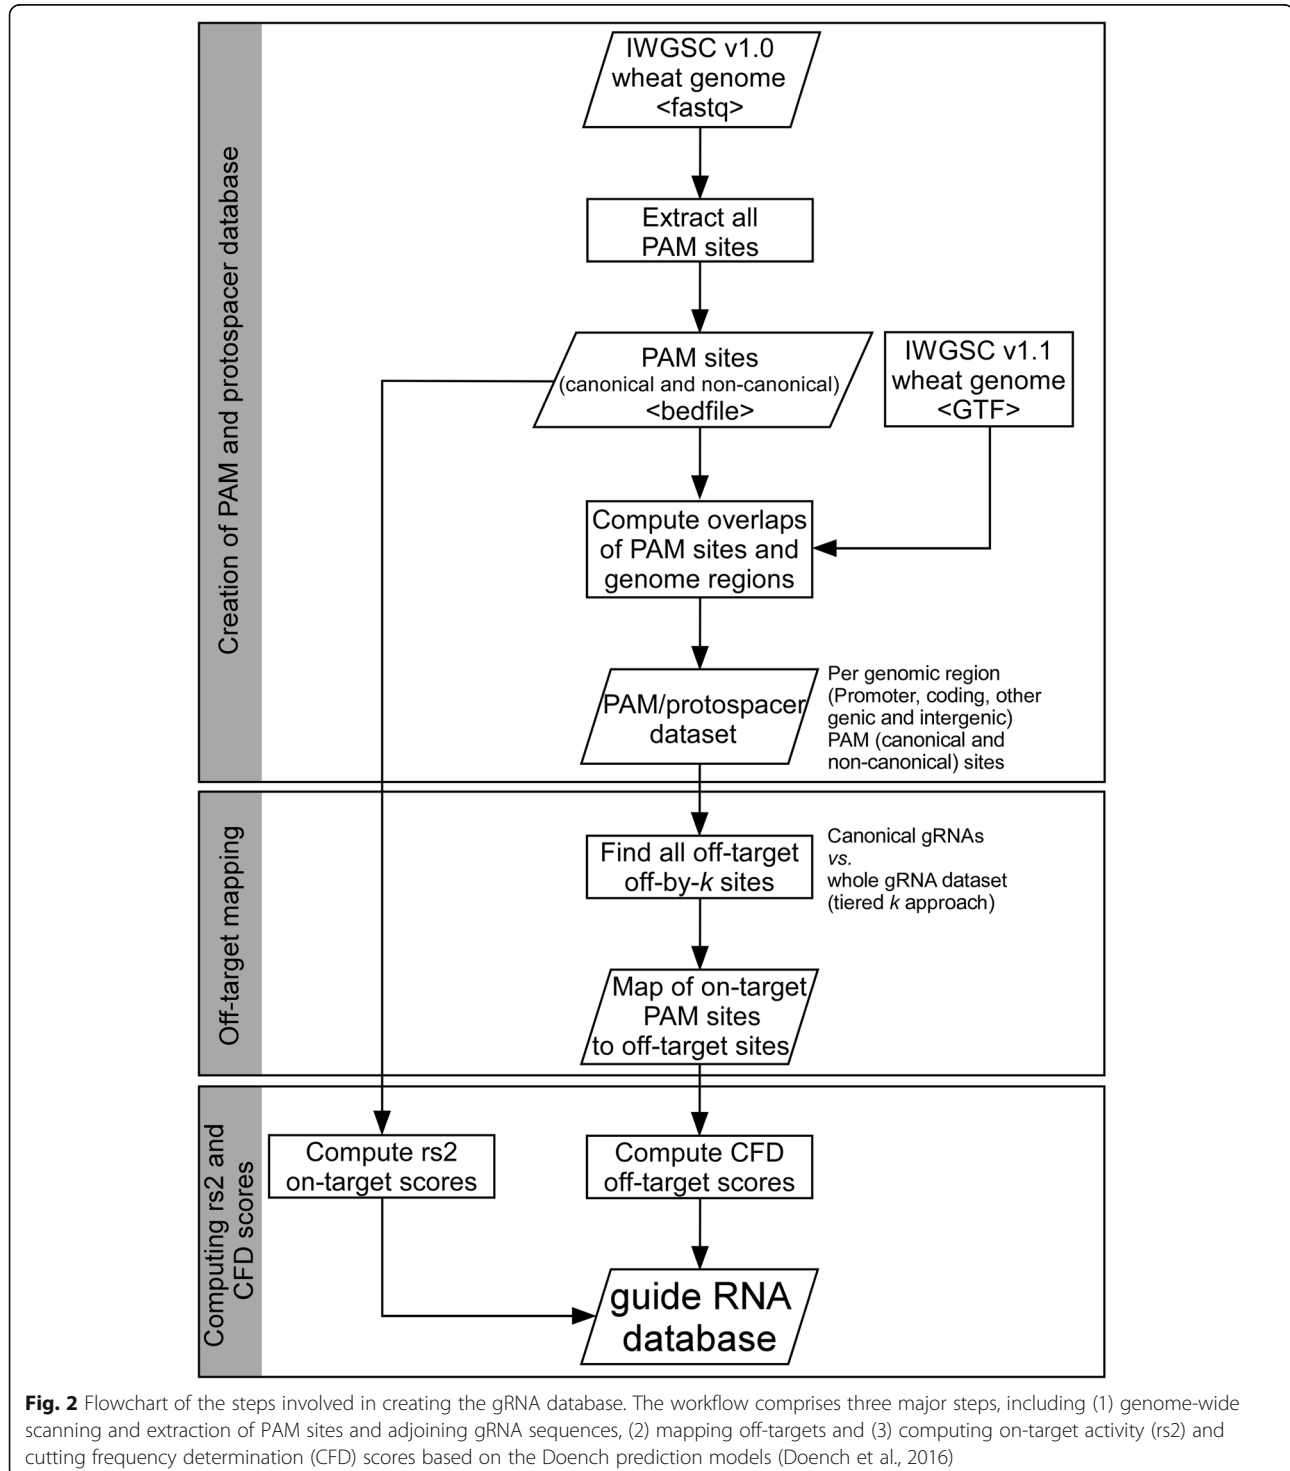 Creation of PAM and protospacer database
IWGSC v1.0
wheat genome
<fastq>
Extract all
PAM sites
PAM sites
(canonical and non-canonical)
<bedfile>
IWGSC v1.1
wheat genome
<GTF>
Compute overlaps
of PAM sites and
genome regions
PAM/protospacer
dataset
Per genomic region
(Promoter, coding, other
genic and intergenic)
PAM (canonical and
non-canonical) sites
Off-target mapping
Find all off-target
off-by-k sites
Canonical gRNAs
vs.
whole gRNA dataset
(tiered k approach)
Map of on-target
PAM sites
to off-target sites
Computing rs2 and
CFD scores
Compute rs2
on-target scores
Compute CFD
off-target scores
guide RNA
database
Fig. 2 Flowchart of the steps involved in creating the gRNA database. The workflow comprises three major steps, including (1) genome-wide
scanning and extraction of PAM sites and adjoining gRNA sequences, (2) mapping off-targets and (3) computing on-target activity (rs2) and
cutting frequency determination (CFD) scores based on the Doench prediction models (Doench et al., 2016)